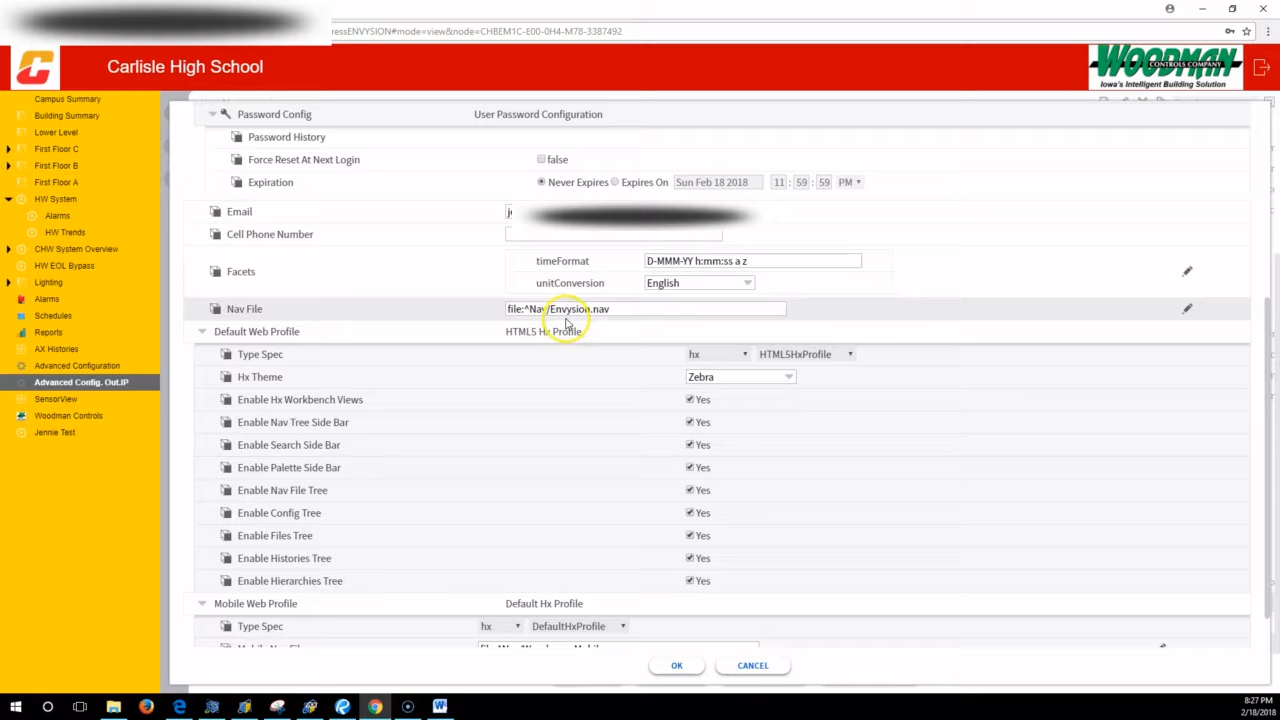 ressENVYSION#mode=view&node=CHBEM1C-E00-0H4-M78-3387492
Carlisle High School
WOODMAN
CONTROLS COMPANY
Iowa's Intelligent Building Solution
Campus Summary
Building Summary
Lower Level
First Floor C
First Floor B
First Floor A
HW System
Alarms
HW Trends
CHW System Overview
HW EOL Bypass
Lighting
Alarms
Schedules
Reports
AX Histories
Advanced Configuration
Advanced Config. Out.IP
SensorView
Woodman Controls
Jennie Test
Password Config User Password Configuration
Password History
Force Reset At Next Login false
Expiration Never Expires Expires On Sun Feb 18 2018 11 : 59 : 59 PM
Email
Cell Phone Number
Facets
timeFormat D-MMM-YY h:mm:ss a z
unitConversion English
Nav File file:^Nav/Envysion.nav
Default Web Profile HTML5 Hx Profile
Type Spec hx HTML5HxProfile
Hx Theme Zebra
Enable Hx Workbench Views Yes
Enable Nav Tree Side Bar Yes
Enable Search Side Bar Yes
Enable Palette Side Bar Yes
Enable Nav File Tree Yes
Enable Config Tree Yes
Enable Files Tree Yes
Enable Histories Tree Yes
Enable Hierarchies Tree Yes
Mobile Web Profile Default Hx Profile
Type Spec hx DefaultHxProfile
OK CANCEL
8:27 PM
2/18/2018